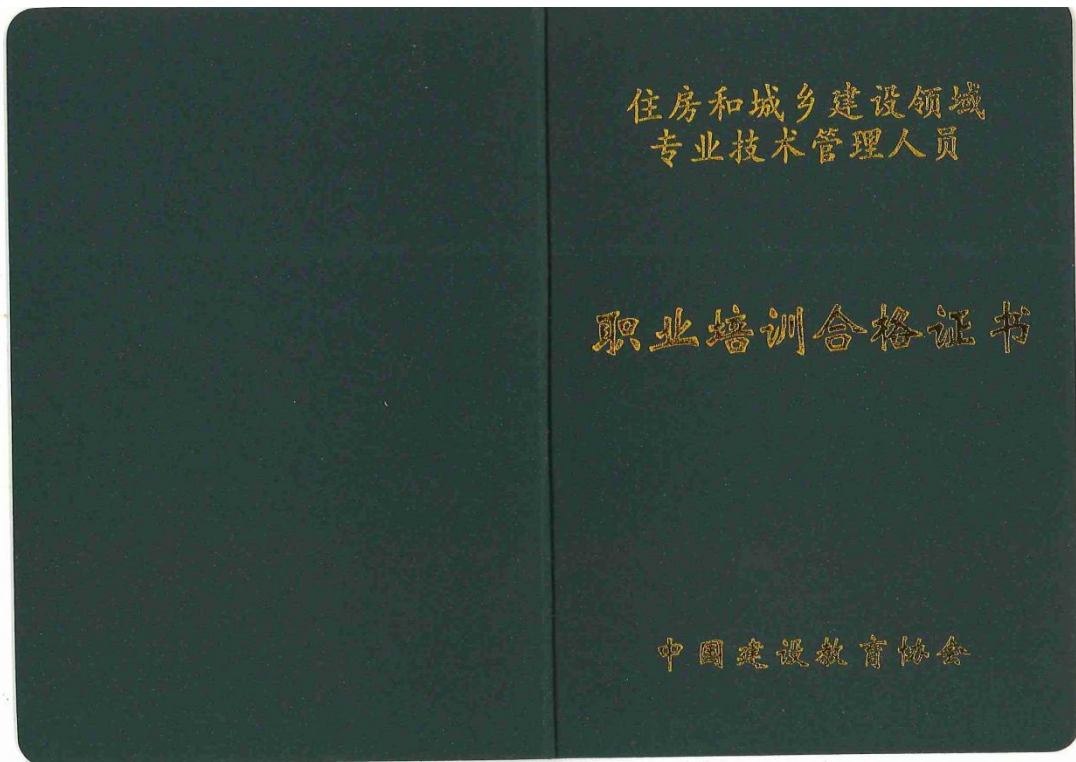 住房和城乡建设领域
专业技术管理人员
职业培训合格证书
中国建设教育协会